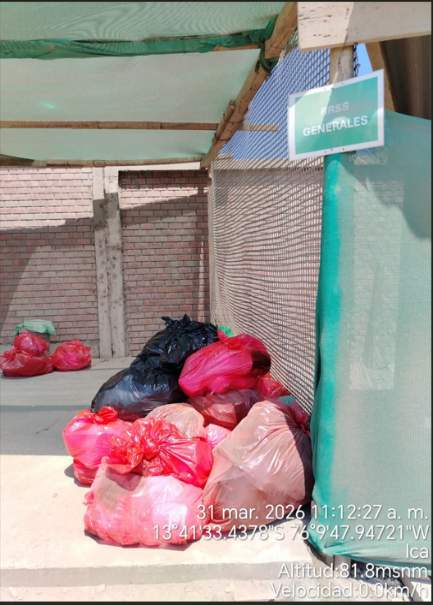 RRSS
GENERALES
31 mar. 2026 11:12:27 a. m.
13°41'33.4378"S 76°9'47.94721"W
Ica
Altitud:81.8msnm
Velocidad:0.0km/h